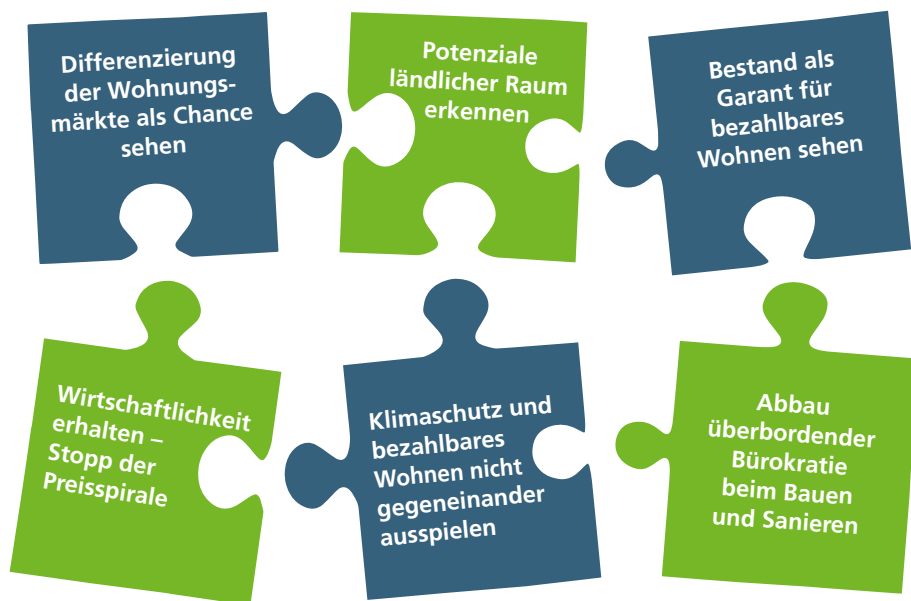 Differenzierung
der Wohnungs-
märkte als Chance
sehen
Potenziale
ländlicher Raum
erkennen
Bestand als
Garant für
bezahlbares
Wohnen sehen
Wirtschaftlichkeit
erhalten –
Stopp der
Preisspirale
Klimaschutz und
bezahlbares
Wohnen nicht
gegeneinander
ausspielen
Abbau
überbordender
Bürokratie
beim Bauen
und Sanieren